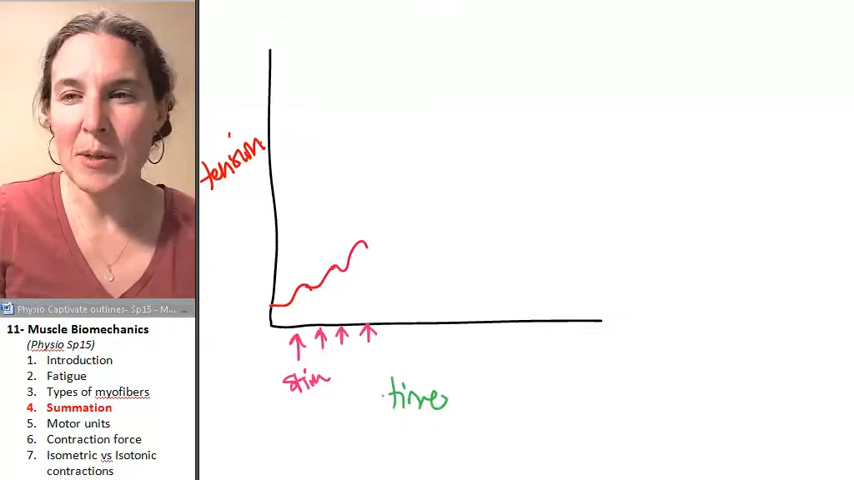 tension
stim
time
Physio Captivate outlines- Sp15 - M...
11- Muscle Biomechanics
(Physio Sp15)
1. Introduction
2. Fatigue
3. Types of myofibers
4. Summation
5. Motor units
6. Contraction force
7. Isometric vs Isotonic
contractions